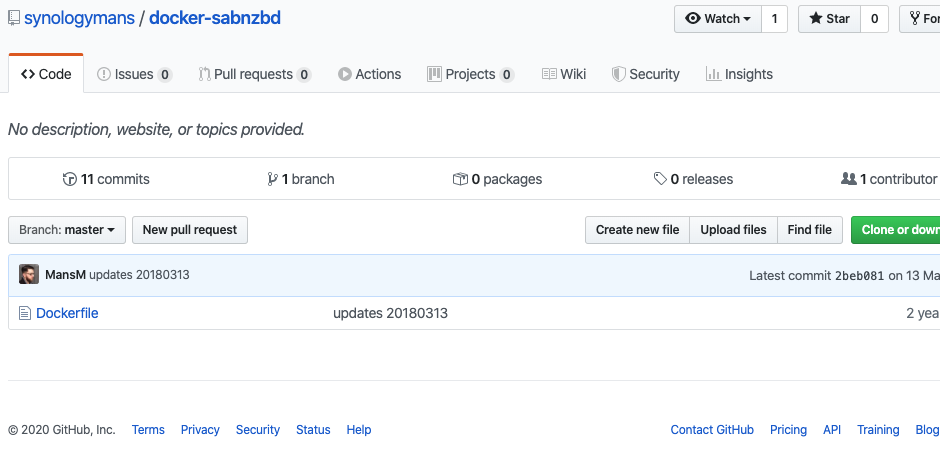 synologymans / docker-sabnzbd
Watch 1 Star 0 For
Code Issues 0 Pull requests 0 Actions Projects 0 Wiki Security Insights
No description, website, or topics provided.
11 commits 1 branch 0 packages 0 releases 1 contributor
Branch: master New pull request Create new file Upload files Find file Clone or down
MansM updates 20180313 Latest commit 2beb081 on 13 Ma
Dockerfile updates 20180313 2 yea
© 2020 GitHub, Inc. Terms Privacy Security Status Help Contact GitHub Pricing API Training Blog